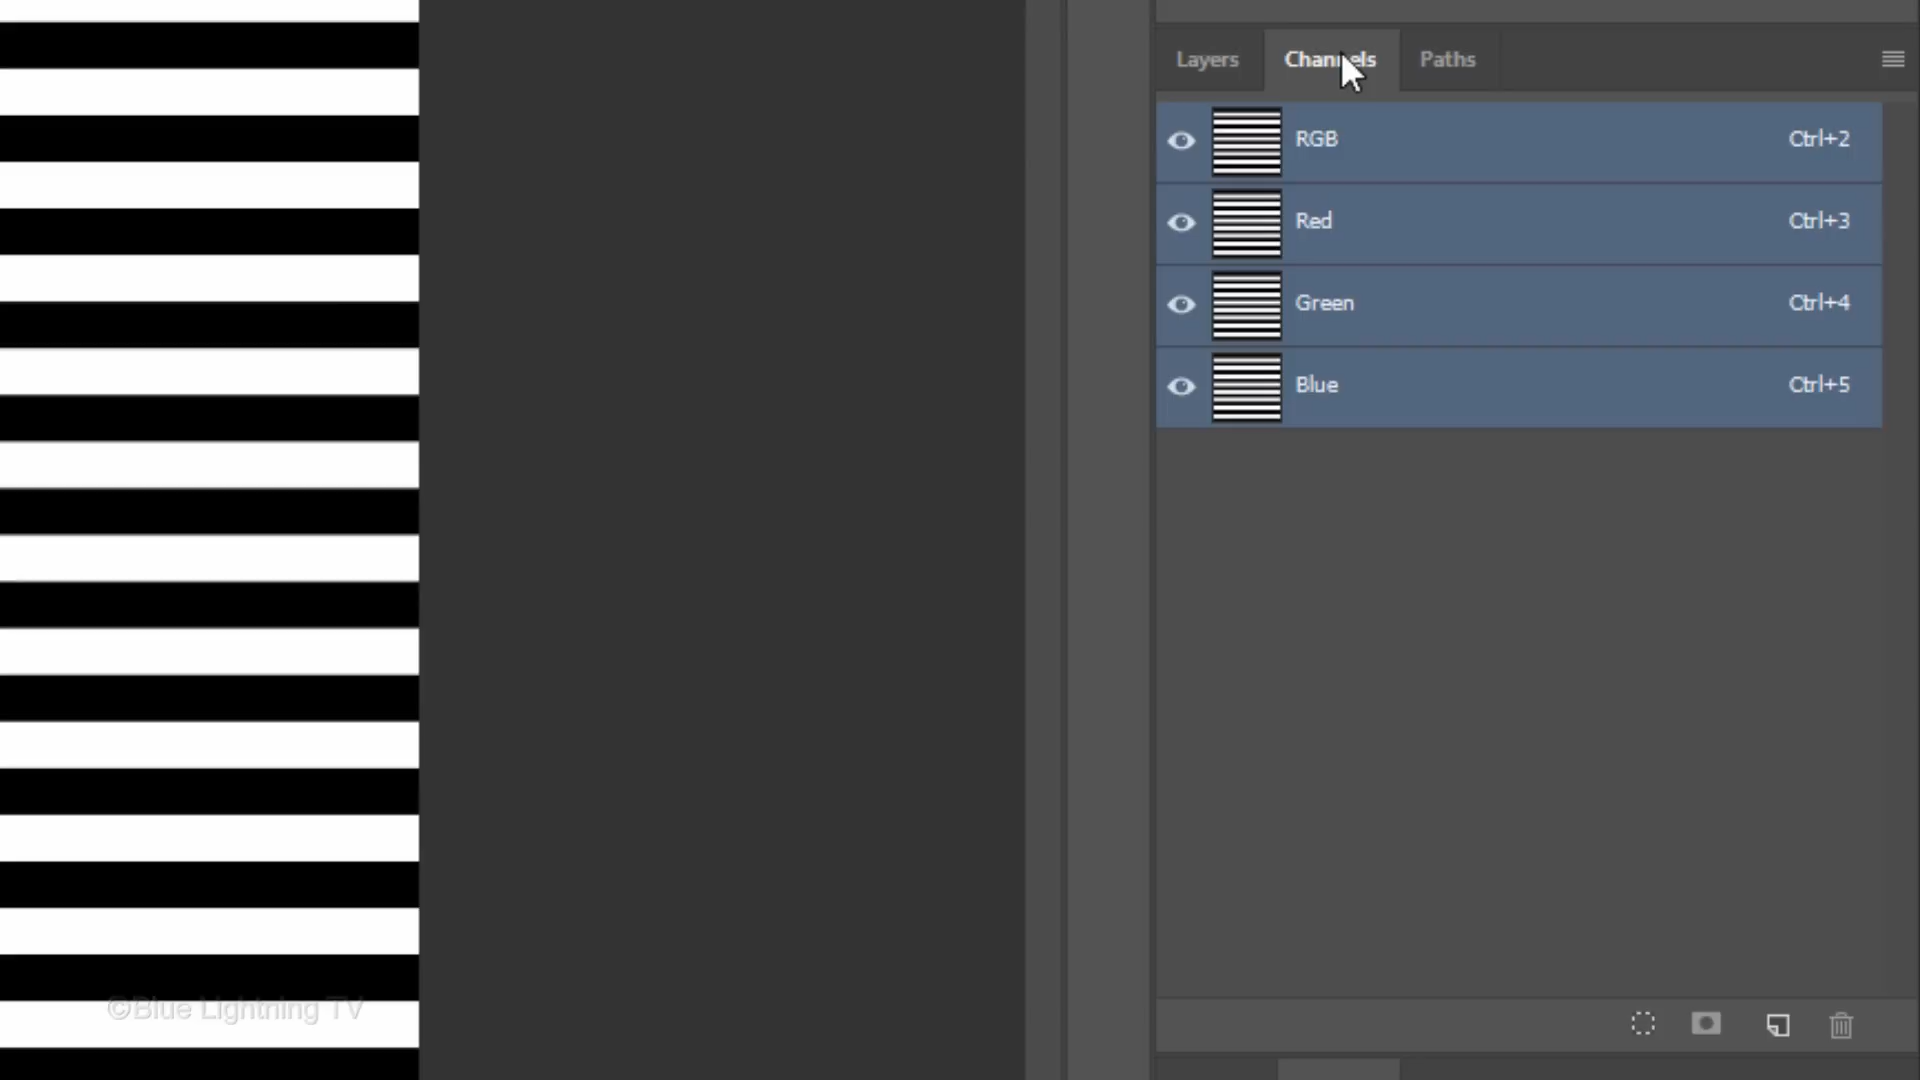 Layers Channels Paths
RGB Ctrl+2
Red Ctrl+3
Green Ctrl+4
Blue Ctrl+5
©Blue Lightning TV